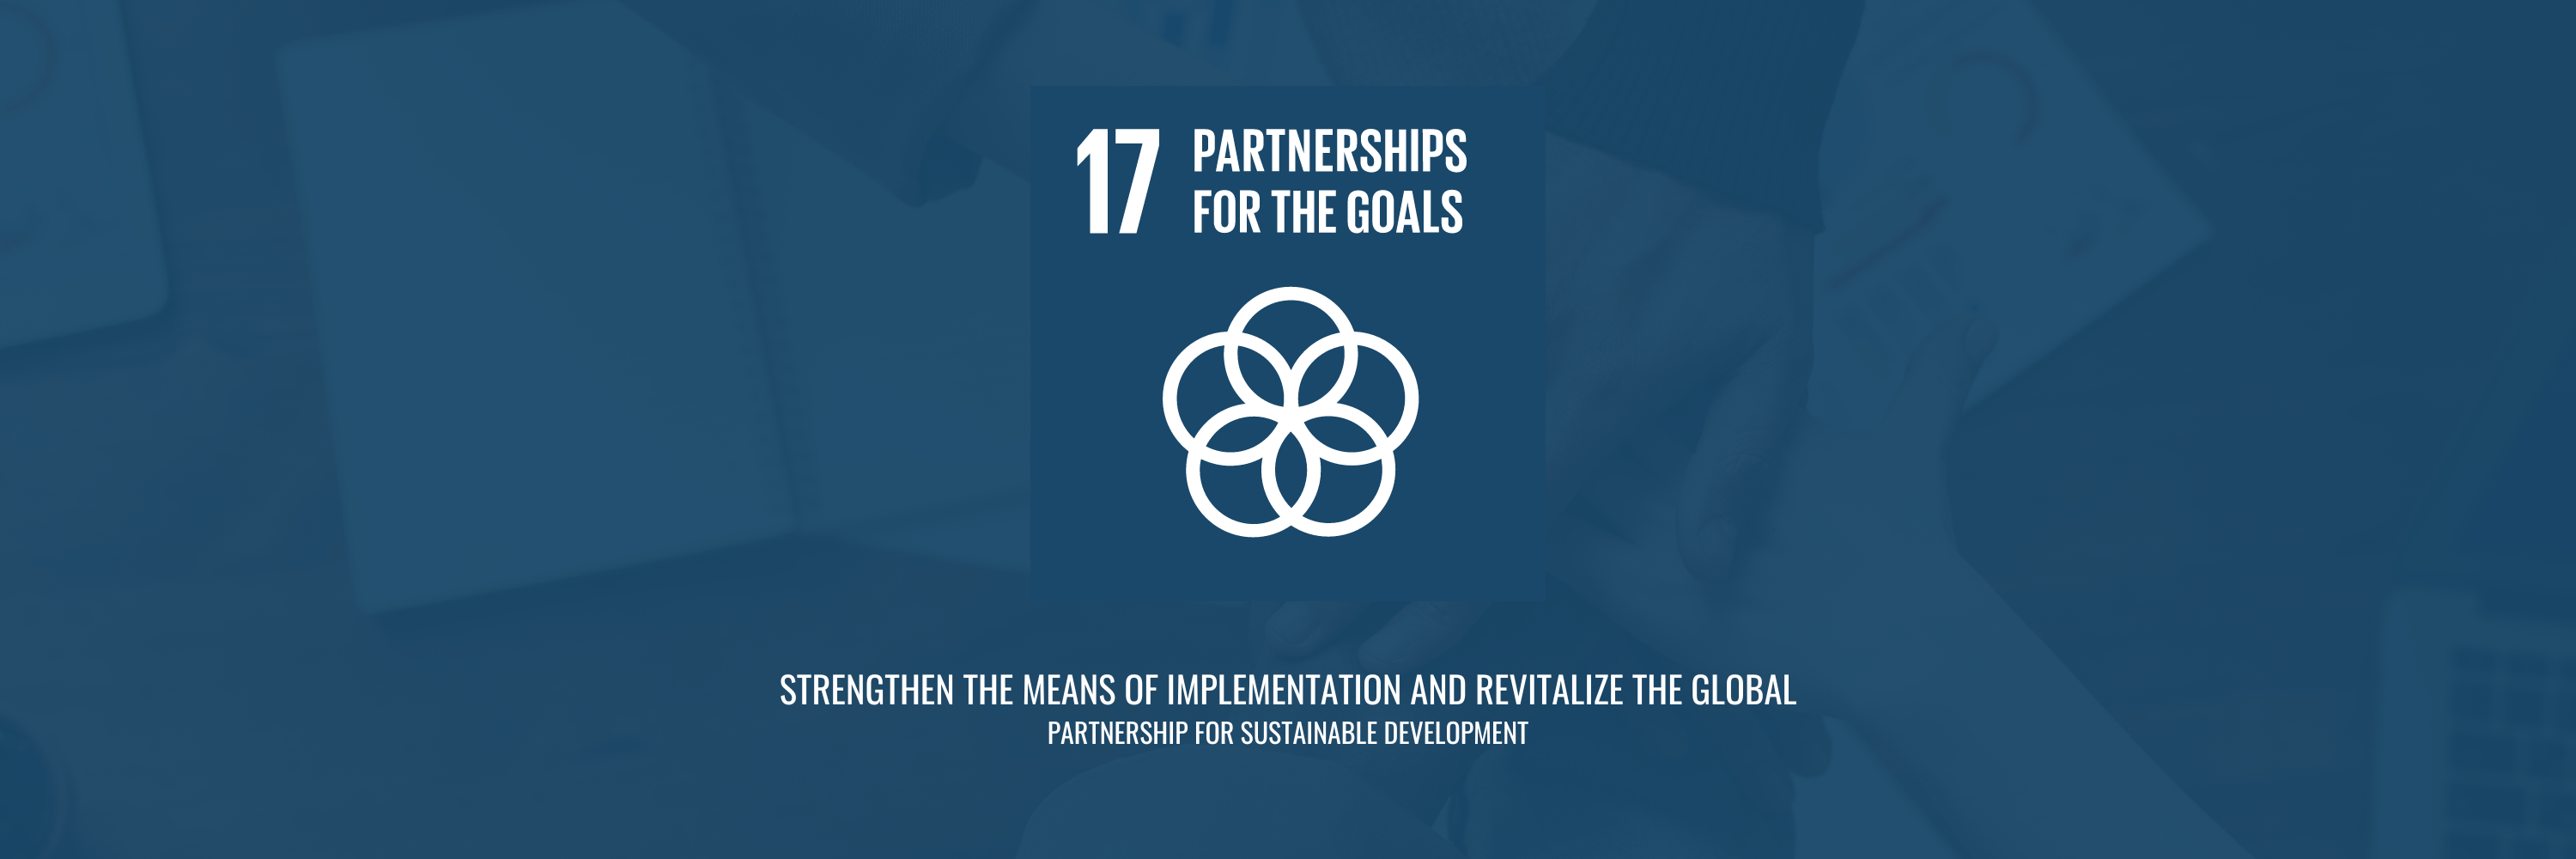 17 PARTNERSHIPS
FOR THE GOALS
STRENGTHEN THE MEANS OF IMPLEMENTATION AND REVITALIZE THE GLOBAL
PARTNERSHIP FOR SUSTAINABLE DEVELOPMENT